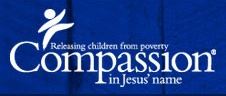 Releasing children from poverty
Compassion®
in Jesus' name